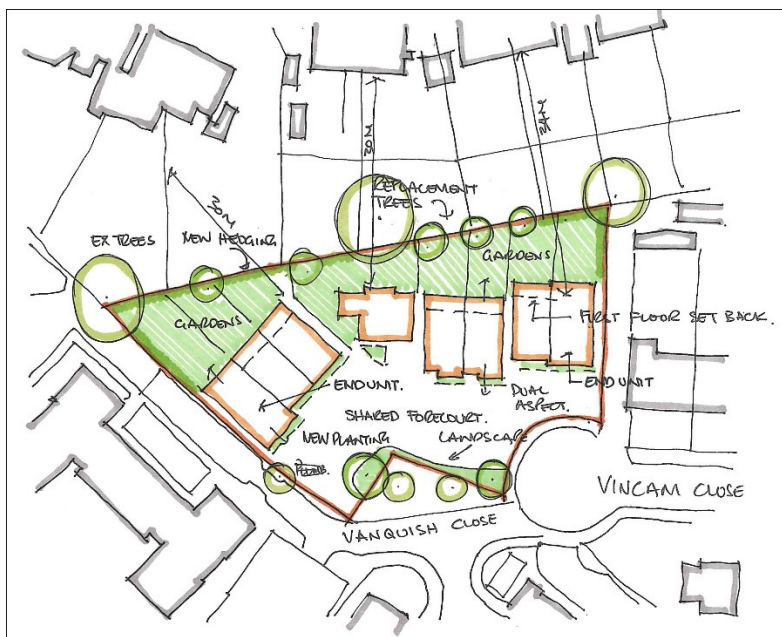 30M
24M
30M
REPLACEMENT
TREES
EX TREES
NEW HEDGING
GARDENS
GARDENS
FIRST FLOOR SET BACK.
END UNIT.
END UNIT
DUAL
ASPECT.
SHARED FORECOURT.
NEW PLANTING
LANDSCAPE
VINCAM CLOSE
VANQUISH CLOSE